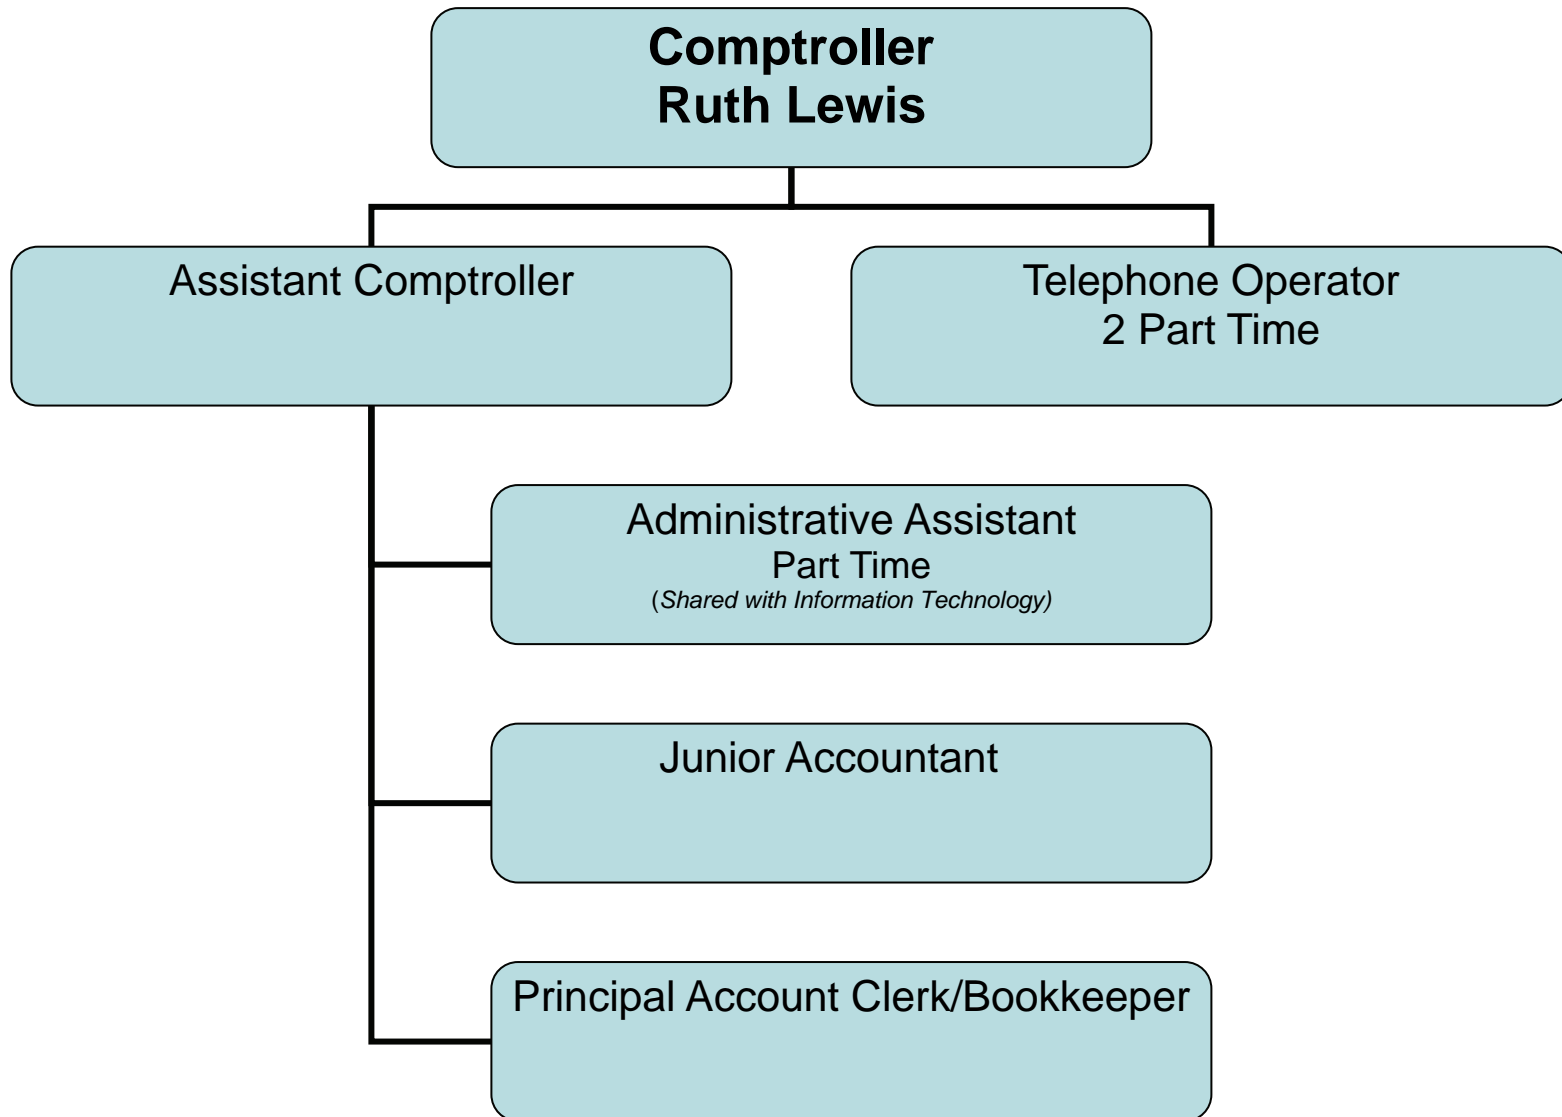 Comptroller
Ruth Lewis
Assistant Comptroller
Telephone Operator
2 Part Time
Administrative Assistant
Part Time
(Shared with Information Technology)
Junior Accountant
Principal Account Clerk/Bookkeeper